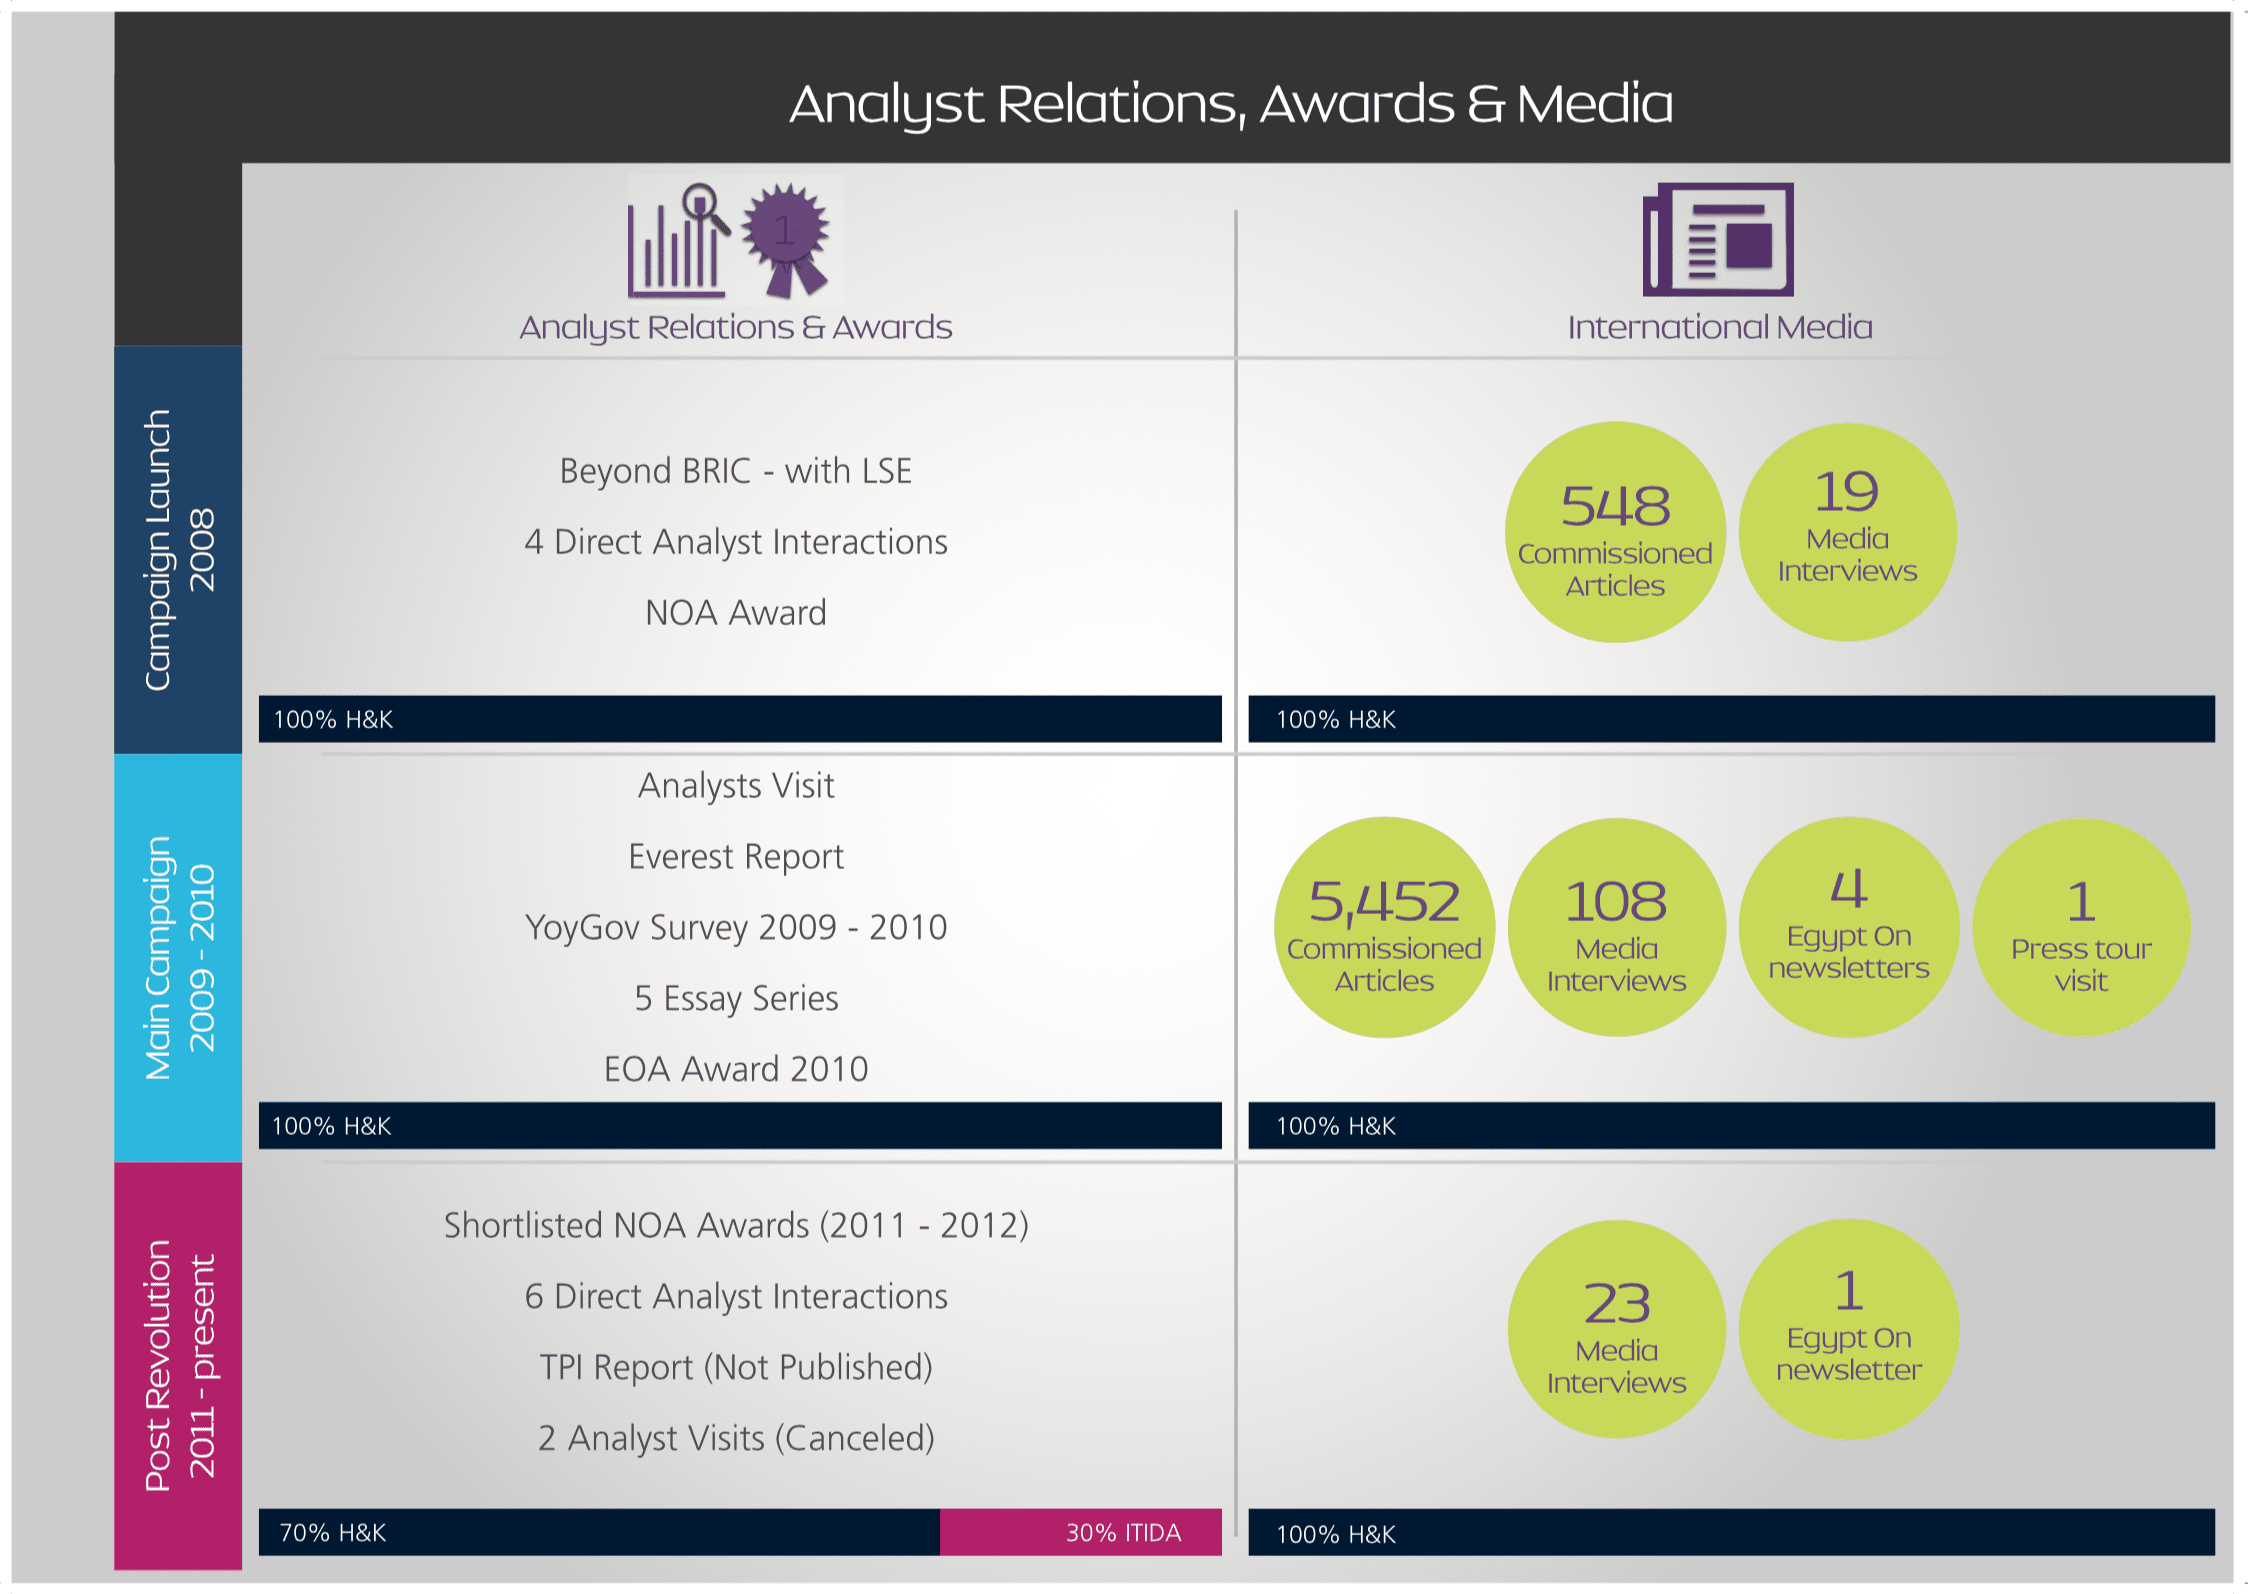 Analyst Relations, Awards & Media
1
Analyst Relations & Awards
International Media
Campaign Launch
2008
Beyond BRIC - with LSE
4 Direct Analyst Interactions
NOA Award
548
Commissioned
Articles
19
Media
Interviews
100% H&K
100% H&K
Main Campaign
2009 - 2010
Analysts Visit
Everest Report
YoyGov Survey 2009 - 2010
5 Essay Series
EOA Award 2010
5,452
Commissioned
Articles
108
Media
Interviews
4
Egypt On
newsletters
1
Press tour
visit
100% H&K
100% H&K
Post Revolution
2011 - present
Shortlisted NOA Awards (2011 - 2012)
6 Direct Analyst Interactions
TPI Report (Not Published)
2 Analyst Visits (Canceled)
23
Media
Interviews
1
Egypt On
newsletter
70% H&K
30% ITIDA
100% H&K